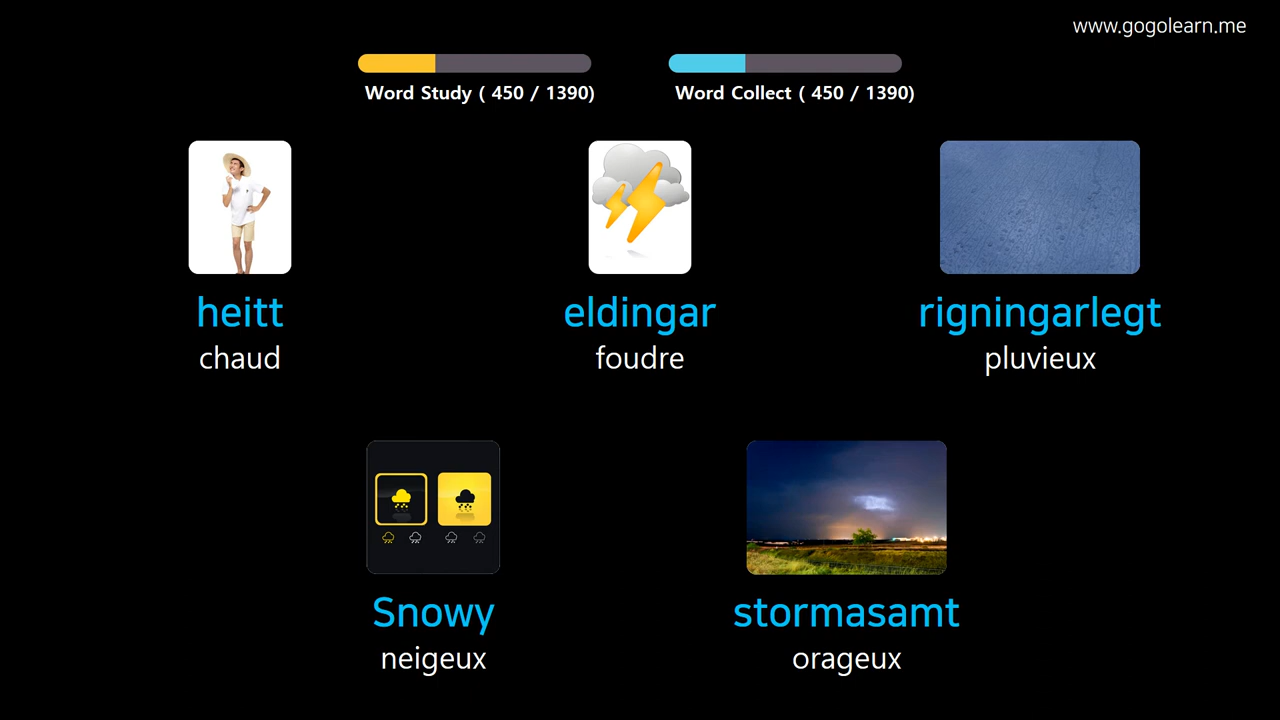 www.gogolearn.me
Word Study ( 450 / 1390)
Word Collect ( 450 / 1390)
heitt
chaud
eldingar
foudre
rigningarlegt
pluvieux
Snowy
neigeux
stormasamt
orageux